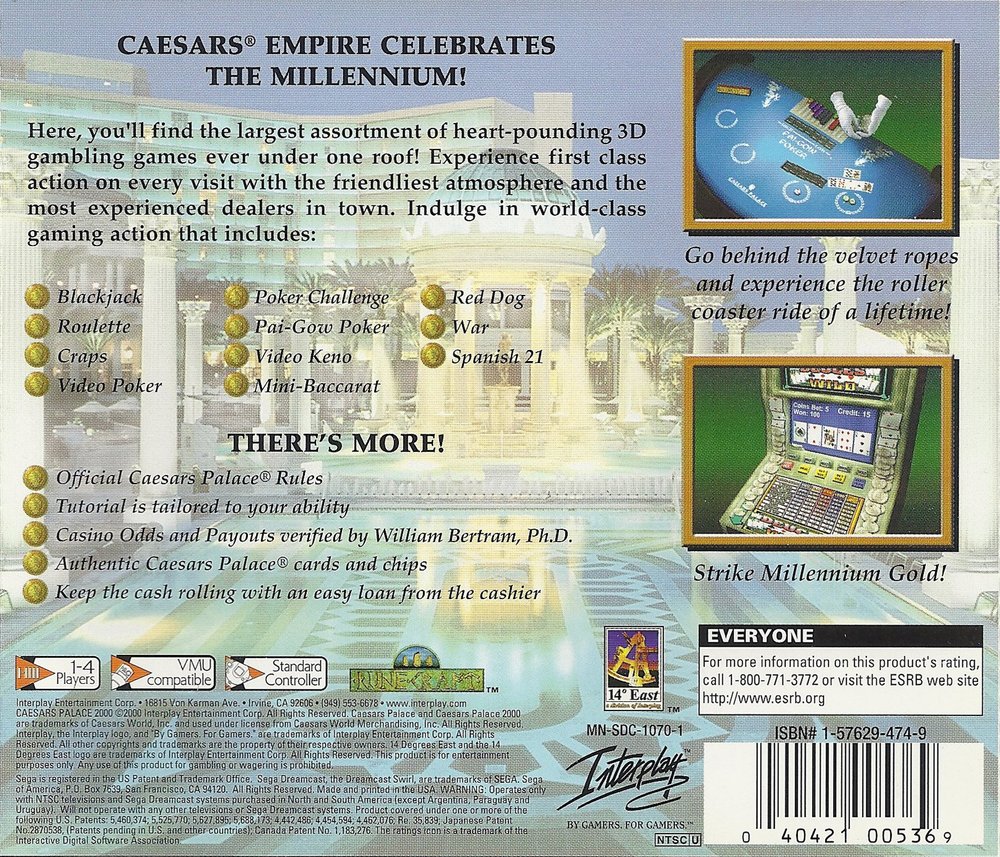 CAESARS® EMPIRE CELEBRATES
THE MILLENNIUM!
Here, you'll find the largest assortment of heart-pounding 3D
gambling games ever under one roof! Experience first class
action on every visit with the friendliest atmosphere and the
most experienced dealers in town. Indulge in world-class
gaming action that includes:
Blackjack
Roulette
Craps
Video Poker
Poker Challenge
Pai-Gow Poker
Video Keno
Mini-Baccarat
Red Dog
War
Spanish 21
THERE'S MORE!
Official Caesars Palace® Rules
Tutorial is tailored to your ability
Casino Odds and Payouts verified by William Bertram, Ph.D.
Authentic Caesars Palace® cards and chips
Keep the cash rolling with an easy loan from the cashier
PAI-GOW
POKER
CAESARS PALACE
Go behind the velvet ropes
and experience the roller
coaster ride of a lifetime!
WILD
Coins Bet: 5 Credit: 15
Won: 100
Strike Millennium Gold!
1-4
Players
VMU
compatible
Standard
Controller
RUNECRAFT™
14° East
a division of Interplay
TM
EVERYONE
For more information on this product's rating,
call 1-800-771-3772 or visit the ESRB web site
http://www.esrb.org
Interplay Entertainment Corp. • 16815 Von Karman Ave. • Irvine, CA 92606 • (949) 553-6678 • www.interplay.com
CAESARS PALACE 2000 ©2000 Interplay Entertainment Corp. All Rights Reserved. Caesars Palace and Caesars Palace 2000
are trademarks of Caesars World, Inc. and used under license from Caesars World Merchandising, Inc. All Rights Reserved.
Interplay, the Interplay logo, and "By Gamers. For Gamers." are trademarks of Interplay Entertainment Corp. All Rights
Reserved. All other copyrights and trademarks are the property of their respective owners. 14 Degrees East and the 14
Degrees East logo are trademarks of Interplay Entertainment Corp. All Rights Reserved. This product is for entertainment
purposes only. Any use of this product for gambling or wagering is prohibited.
Sega is registered in the US Patent and Trademark Office. Sega Dreamcast, the Dreamcast Swirl, are trademarks of SEGA. Sega
of America, P.O. Box 7639, San Francisco, CA 94120. All Rights Reserved. Made and printed in the USA. WARNING: Operates only
with NTSC televisions and Sega Dreamcast systems purchased in North and South America (except Argentina, Paraguay and
Uruguay). Will not operate with any other televisions or Sega Dreamcast systems. Product covered under one or more of the
following U.S. Patents: 5,460,374; 5,525,770; 5,527,895; 5,688,173; 4,442,486; 4,454,594; 4,462,076; Re. 35,839; Japanese Patent
No.2870538, (Patents pending in U.S. and other countries); Canada Patent No. 1,183,276. The ratings icon is a trademark of the
Interactive Digital Software Association.
MN-SDC-1070-1
Interplay™
BY GAMERS. FOR GAMERS.™
NTSC U
ISBN# 1-57629-474-9
0 40421 00536 9